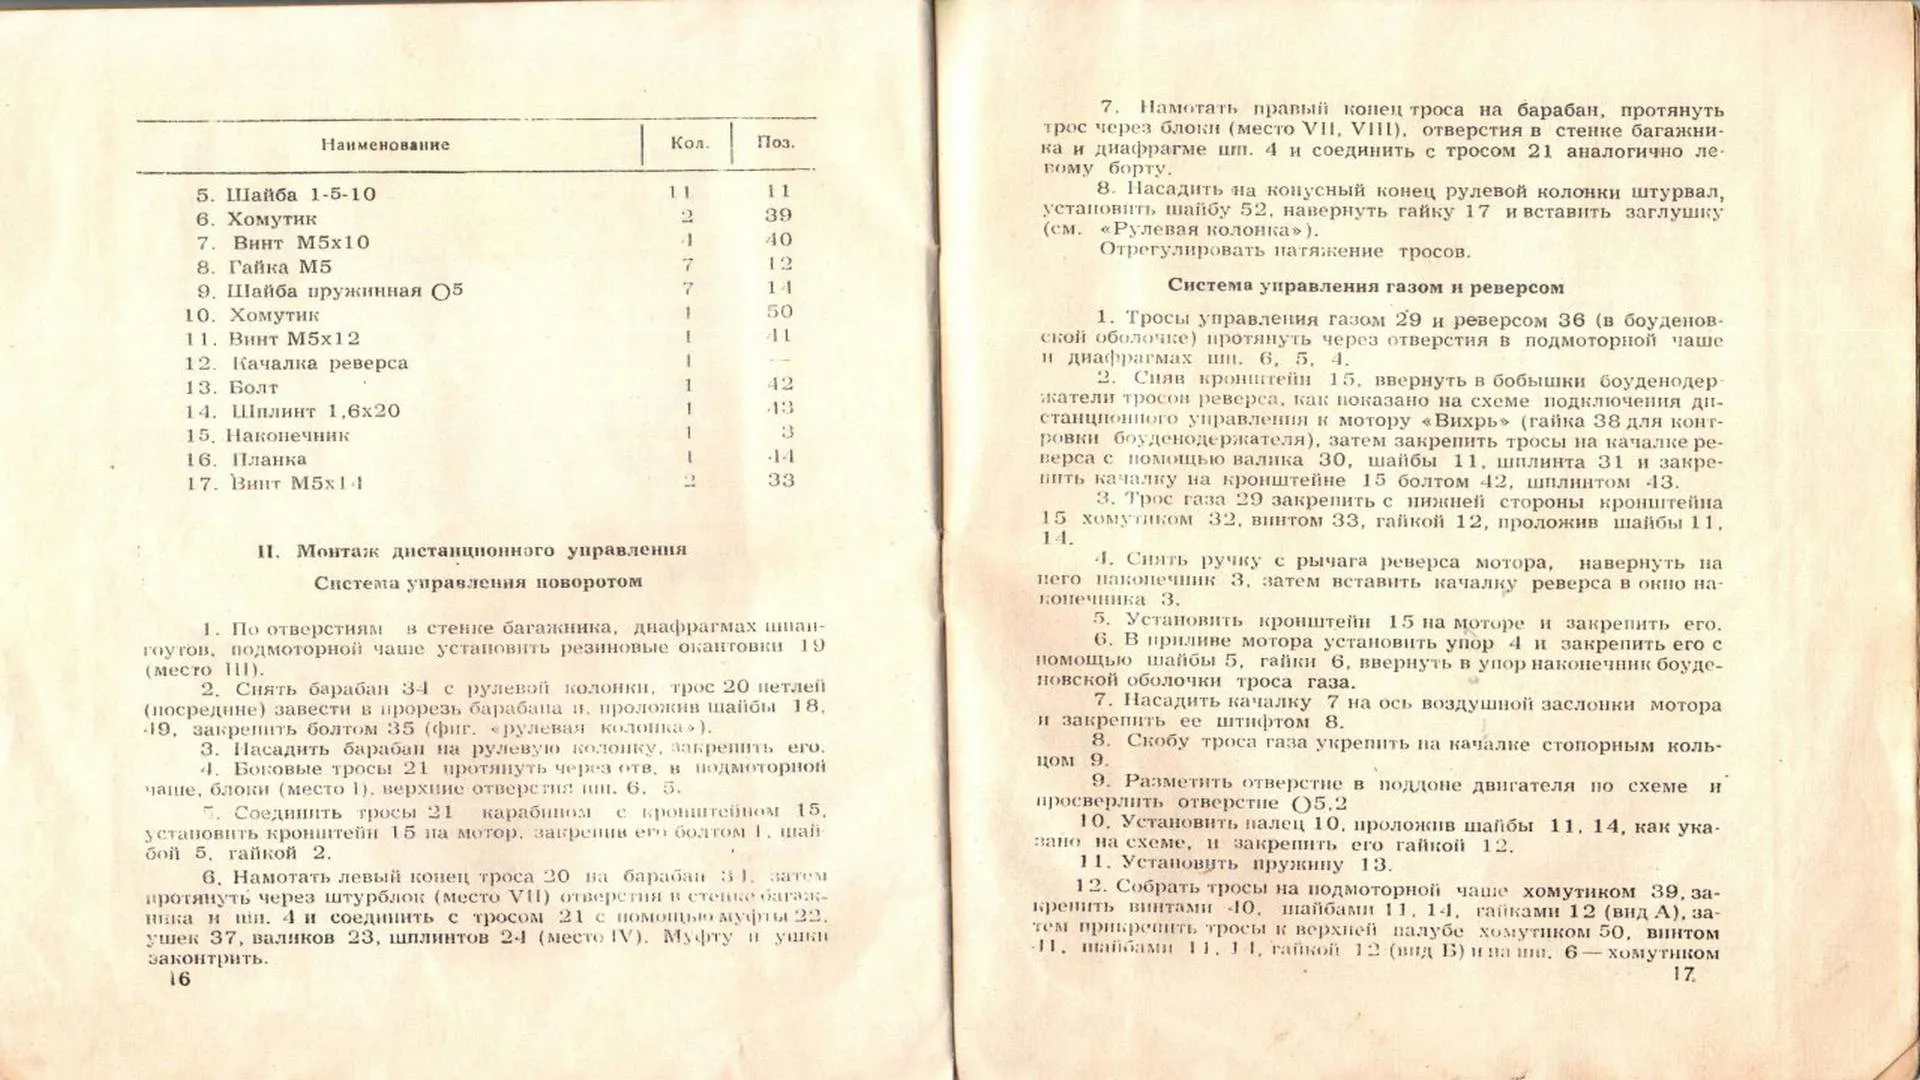 Наименование Кол. Поз.
5. Шайба 1-5-10 11 11
6. Хомутик 2 39
7. Винт М5х10 4 40
8. Гайка М5 7 12
9. Шайба пружинная О5 7 14
10. Хомутик 1 50
11. Винт М5х12 1 41
12. Качалка реверса 1 —
13. Болт 1 42
14. Шплинт 1,6х20 1 43
15. Наконечник 1 3
16. Планка 1 44
17. Винт М5х14 2 33
II. Монтаж дистанционного управления
Система управления поворотом
1. По отверстиям в стенке багажника, диафрагмах шпан-
гоутов, подмоторной чаше установить резиновые окантовки 19
(место III).
2. Снять барабан 34 с рулевой колонки, трос 20 петлей
(посредине) завести в прорезь барабана и, проложив шайбы 18,
49, закрепить болтом 35 (фиг. «рулевая колонка»).
3. Насадить барабан на рулевую колонку, закрепить его.
4. Боковые тросы 21 протянуть через отв. в подмоторной
чаше, блоки (место I), верхние отверстия шп. 6, 5.
5. Соединить тросы 21 карабином с кронштейном 15,
установить кронштейн 15 на мотор, закрепив его болтом 1, шай-
бой 5, гайкой 2.
6. Намотать левый конец троса 20 на барабан 34, затем
протянуть через штурблок (место VII) отверстия в стенке багаж-
ника и шп. 4 и соединить с тросом 21 с помощью муфты 22,
ушек 37, валиков 23, шплинтов 24 (место IV). Муфту и ушки
законтрить.
16
7. Намотать правый конец троса на барабан, протянуть
трос через блоки (место VII, VIII), отверстия в стенке багажни-
ка и диафрагме шп. 4 и соединить с тросом 21 аналогично ле-
вому борту.
8. Насадить на конусный конец рулевой колонки штурвал,
установить шайбу 52, навернуть гайку 17 и вставить заглушку
(см. «Рулевая колонка»).
Отрегулировать натяжение тросов.
Система управления газом и реверсом
1. Тросы управления газом 29 и реверсом 36 (в боуденов-
ской оболочке) протянуть через отверстия в подмоторной чаше
и диафрагмах шп. 6, 5, 4.
2. Сняв кронштейн 15, ввернуть в бобышки боуденодер-
жатели тросов реверса, как показано на схеме подключения ди-
станционного управления к мотору «Вихрь» (гайка 38 для конт-
ровки боуденодержателя), затем закрепить тросы на качалке ре-
верса с помощью валика 30, шайбы 11, шплинта 31 и закре-
пить качалку на кронштейне 15 болтом 42, шплинтом 43.
3. Трос газа 29 закрепить с нижней стороны кронштейна
15 хомутиком 32, винтом 33, гайкой 12, проложив шайбы 11,
14.
4. Снять ручку с рычага реверса мотора, навернуть на
него наконечник 3, затем вставить качалку реверса в окно на-
конечника 3.
5. Установить кронштейн 15 на моторе и закрепить его.
6. В приливе мотора установить упор 4 и закрепить его с
помощью шайбы 5, гайки 6, ввернуть в упор наконечник боуде-
новской оболочки троса газа.
7. Насадить качалку 7 на ось воздушной заслонки мотора
и закрепить ее штифтом 8.
8. Скобу троса газа укрепить на качалке стопорным коль-
цом 9.
9. Разметить отверстие в поддоне двигателя по схеме и
просверлить отверстие О5,2
10. Установить палец 10, проложив шайбы 11, 14, как ука-
зано на схеме, и закрепить его гайкой 12.
11. Установить пружину 13.
12. Собрать тросы на подмоторной чаше хомутиком 39, за-
крепить винтами 40, шайбами 11, 14, гайками 12 (вид А), за-
тем прикрепить тросы к верхней палубе хомутиком 50, винтом
41, шайбами 11, 14, гайкой 12 (вид В) и на шп. 6 — хомутиком
17